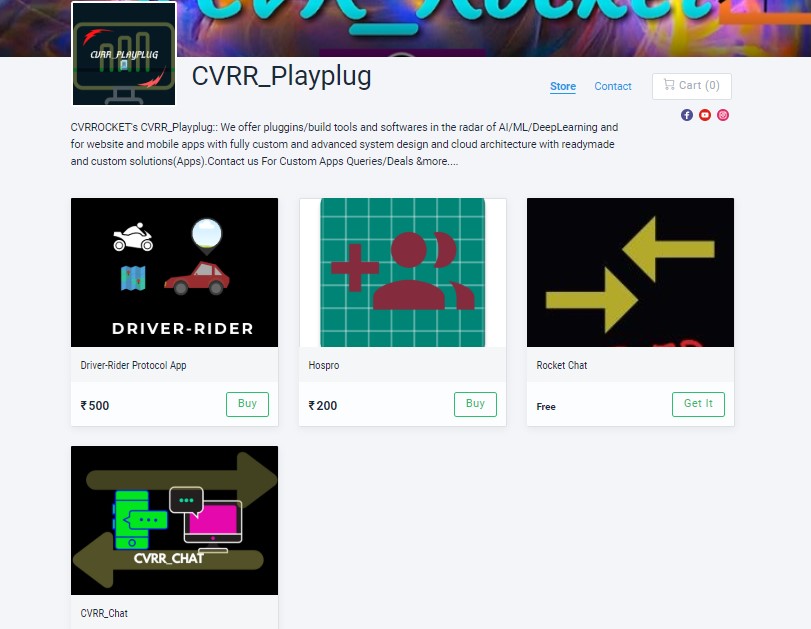 CVR_Rocket
CVRR_PLAYPLUG
CVRR_Playplug
Store
Contact
Cart (0)
CVRROCKET's CVRR_Playplug:: We offer pluggins/build tools and softwares in the radar of AI/ML/DeepLearning and
for website and mobile apps with fully custom and advanced system design and cloud architecture with readymade
and custom solutions(Apps).Contact us For Custom Apps Queries/Deals &more....
DRIVER-RIDER
Driver-Rider Protocol App
Hospro
Rocket Chat
₹500
Buy
₹200
Buy
Free
Get It
CVRR_CHAT
CVRR_Chat